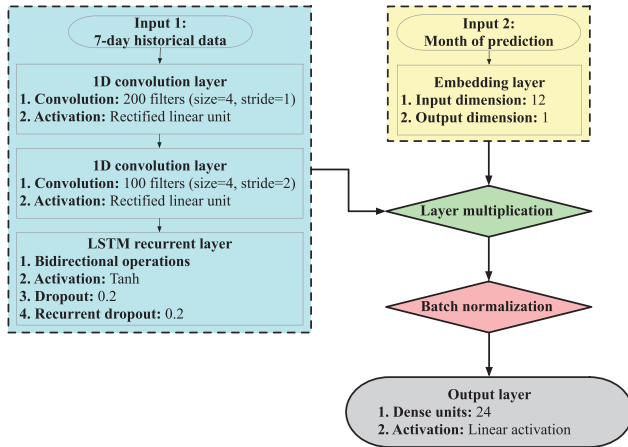 Input 1:
7-day historical data
1D convolution layer
1. Convolution: 200 filters (size=4, stride=1)
2. Activation: Rectified linear unit
1D convolution layer
1. Convolution: 100 filters (size=4, stride=2)
2. Activation: Rectified linear unit
LSTM recurrent layer
1. Bidirectional operations
2. Activation: Tanh
3. Dropout: 0.2
4. Recurrent dropout: 0.2
Input 2:
Month of prediction
Embedding layer
1. Input dimension: 12
2. Output dimension: 1
Layer multiplication
Batch normalization
Output layer
1. Dense units: 24
2. Activation: Linear activation